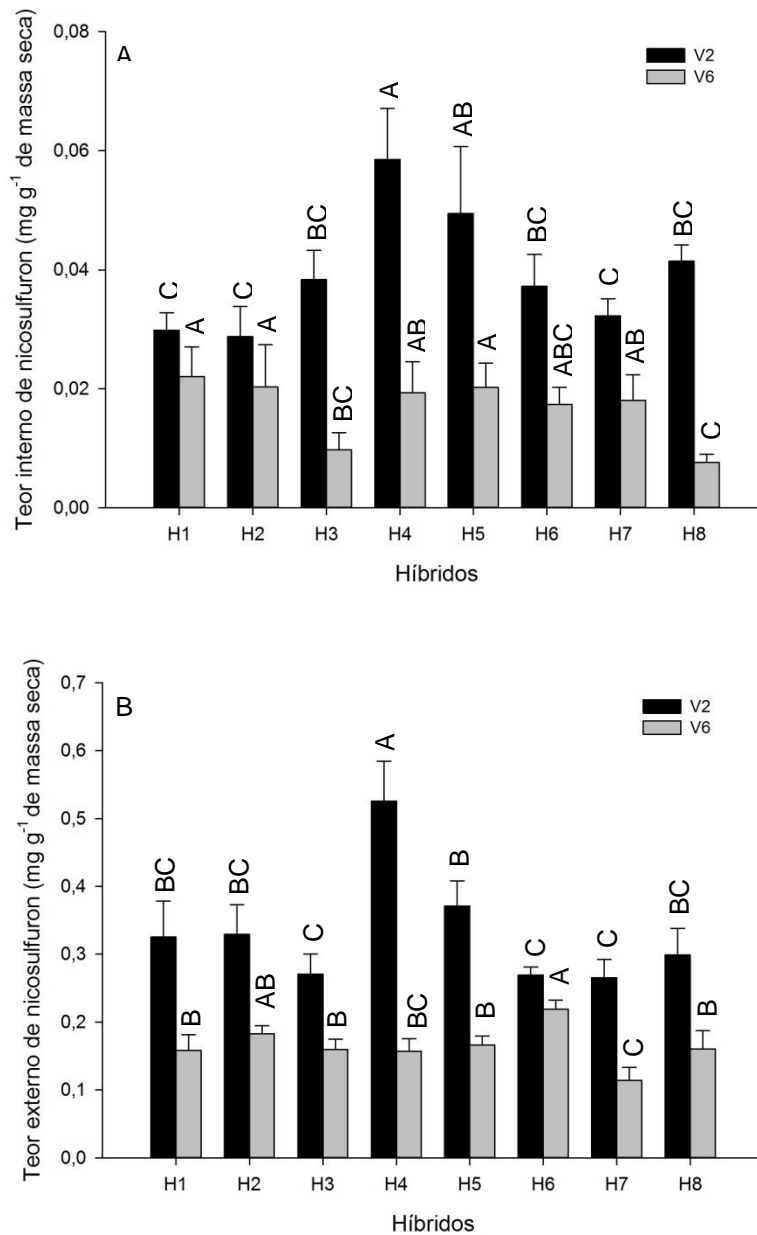 A
V2
V6
Teor interno de nicosulfuron (mg g-1 de massa seca)
0,08
0,06
0,04
0,02
0,00
C
A
C
A
BC
BC
A
AB
AB
A
BC
ABC
C
AB
BC
C
H1 H2 H3 H4 H5 H6 H7 H8
Híbridos
B
V2
V6
Teor externo de nicosulfuron (mg g-1 de massa seca)
0,7
0,6
0,5
0,4
0,3
0,2
0,1
0,0
BC
B
BC
AB
C
B
A
BC
B
B
C
A
C
C
BC
B
H1 H2 H3 H4 H5 H6 H7 H8
Híbridos